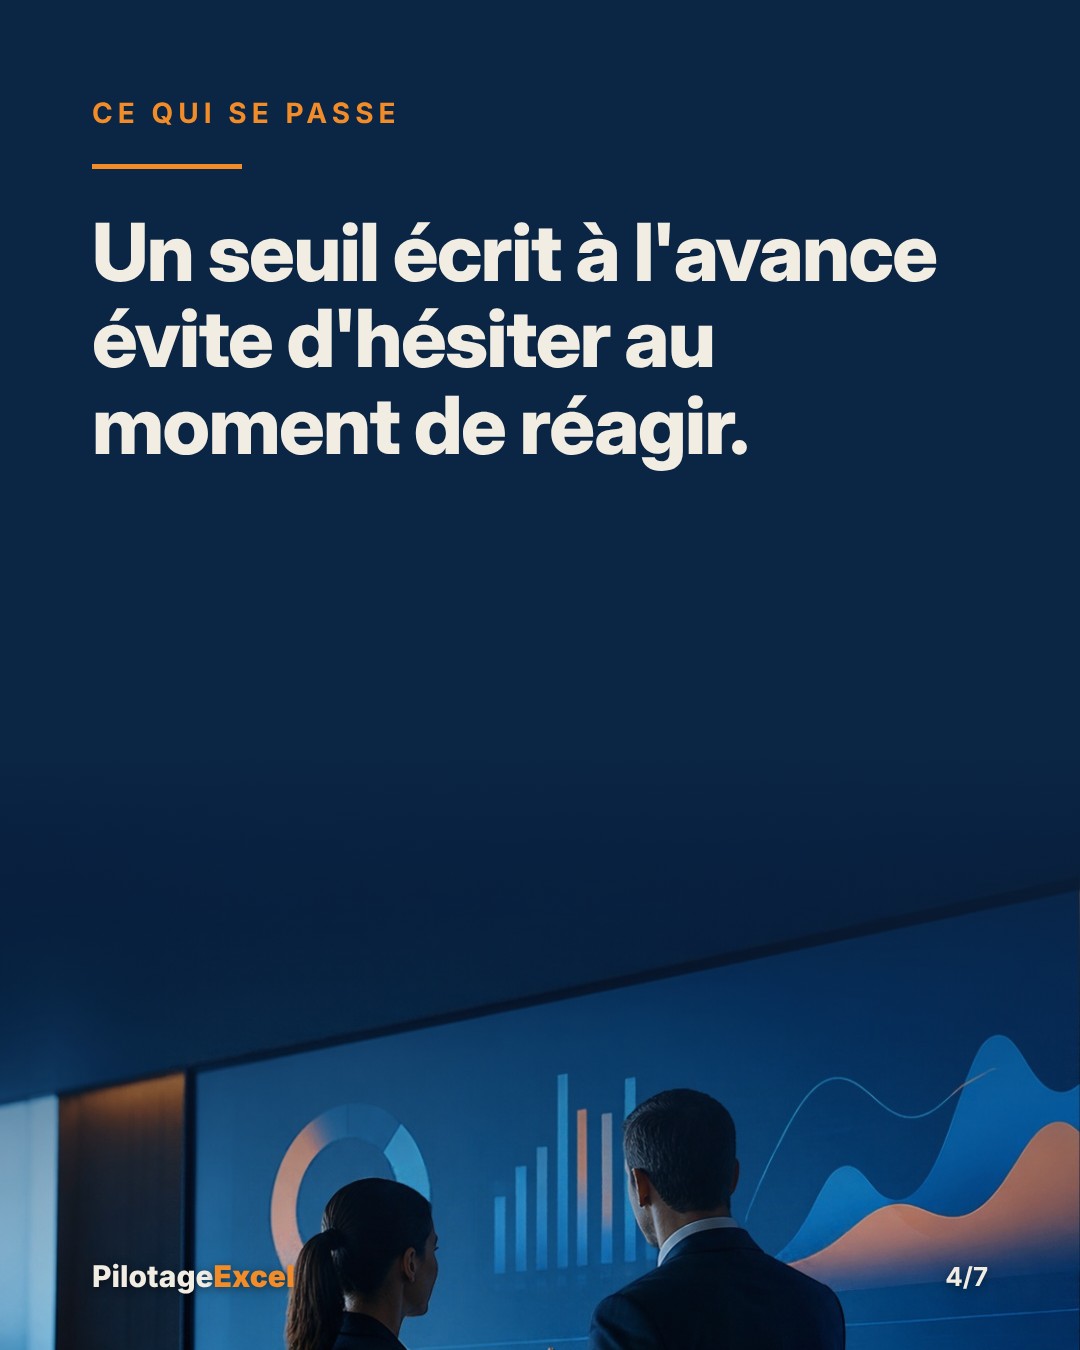 CE QUI SE PASSE
Un seuil écrit à l'avance
évite d'hésiter au
moment de réagir.
PilotageExcel
4/7